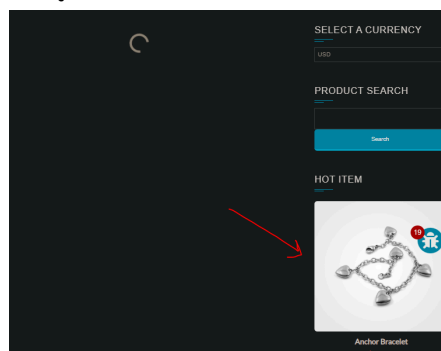 SELECT A CURRENCY
USD
PRODUCT SEARCH
Search
HOT ITEM
19
Anchor Bracelet